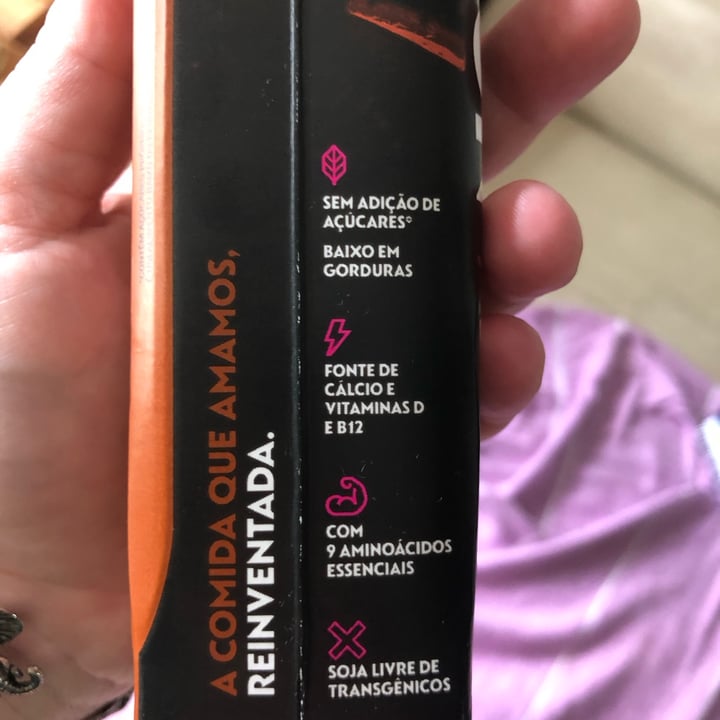 SEM ADIÇÃO DE
AÇÚCARES°
BAIXO EM
GORDURAS
FONTE DE
CÁLCIO E
VITAMINAS D
E B12
COM
9 AMINOÁCIDOS
ESSENCIAIS
SOJA LIVRE DE
TRANSGÊNICOS
A COMIDA QUE AMAMOS,
REINVENTADA.